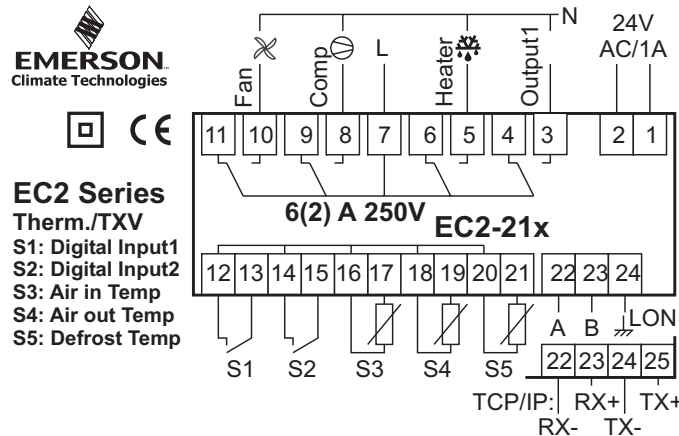 EMERSON
Climate Technologies
Fan
Comp
L
Heater
Output1
N
24V
AC/1A
CE
11 10 9 8 7 6 5 4 3 2 1
6(2) A 250V
EC2-21x
EC2 Series
Therm./TXV
S1: Digital Input1
S2: Digital Input2
S3: Air in Temp
S4: Air out Temp
S5: Defrost Temp
12 13 14 15 16 17 18 19 20 21 22 23 24
A B LON
S1 S2 S3 S4 S5
22 23 24 25
TCP/IP: RX+ TX+
RX- TX-